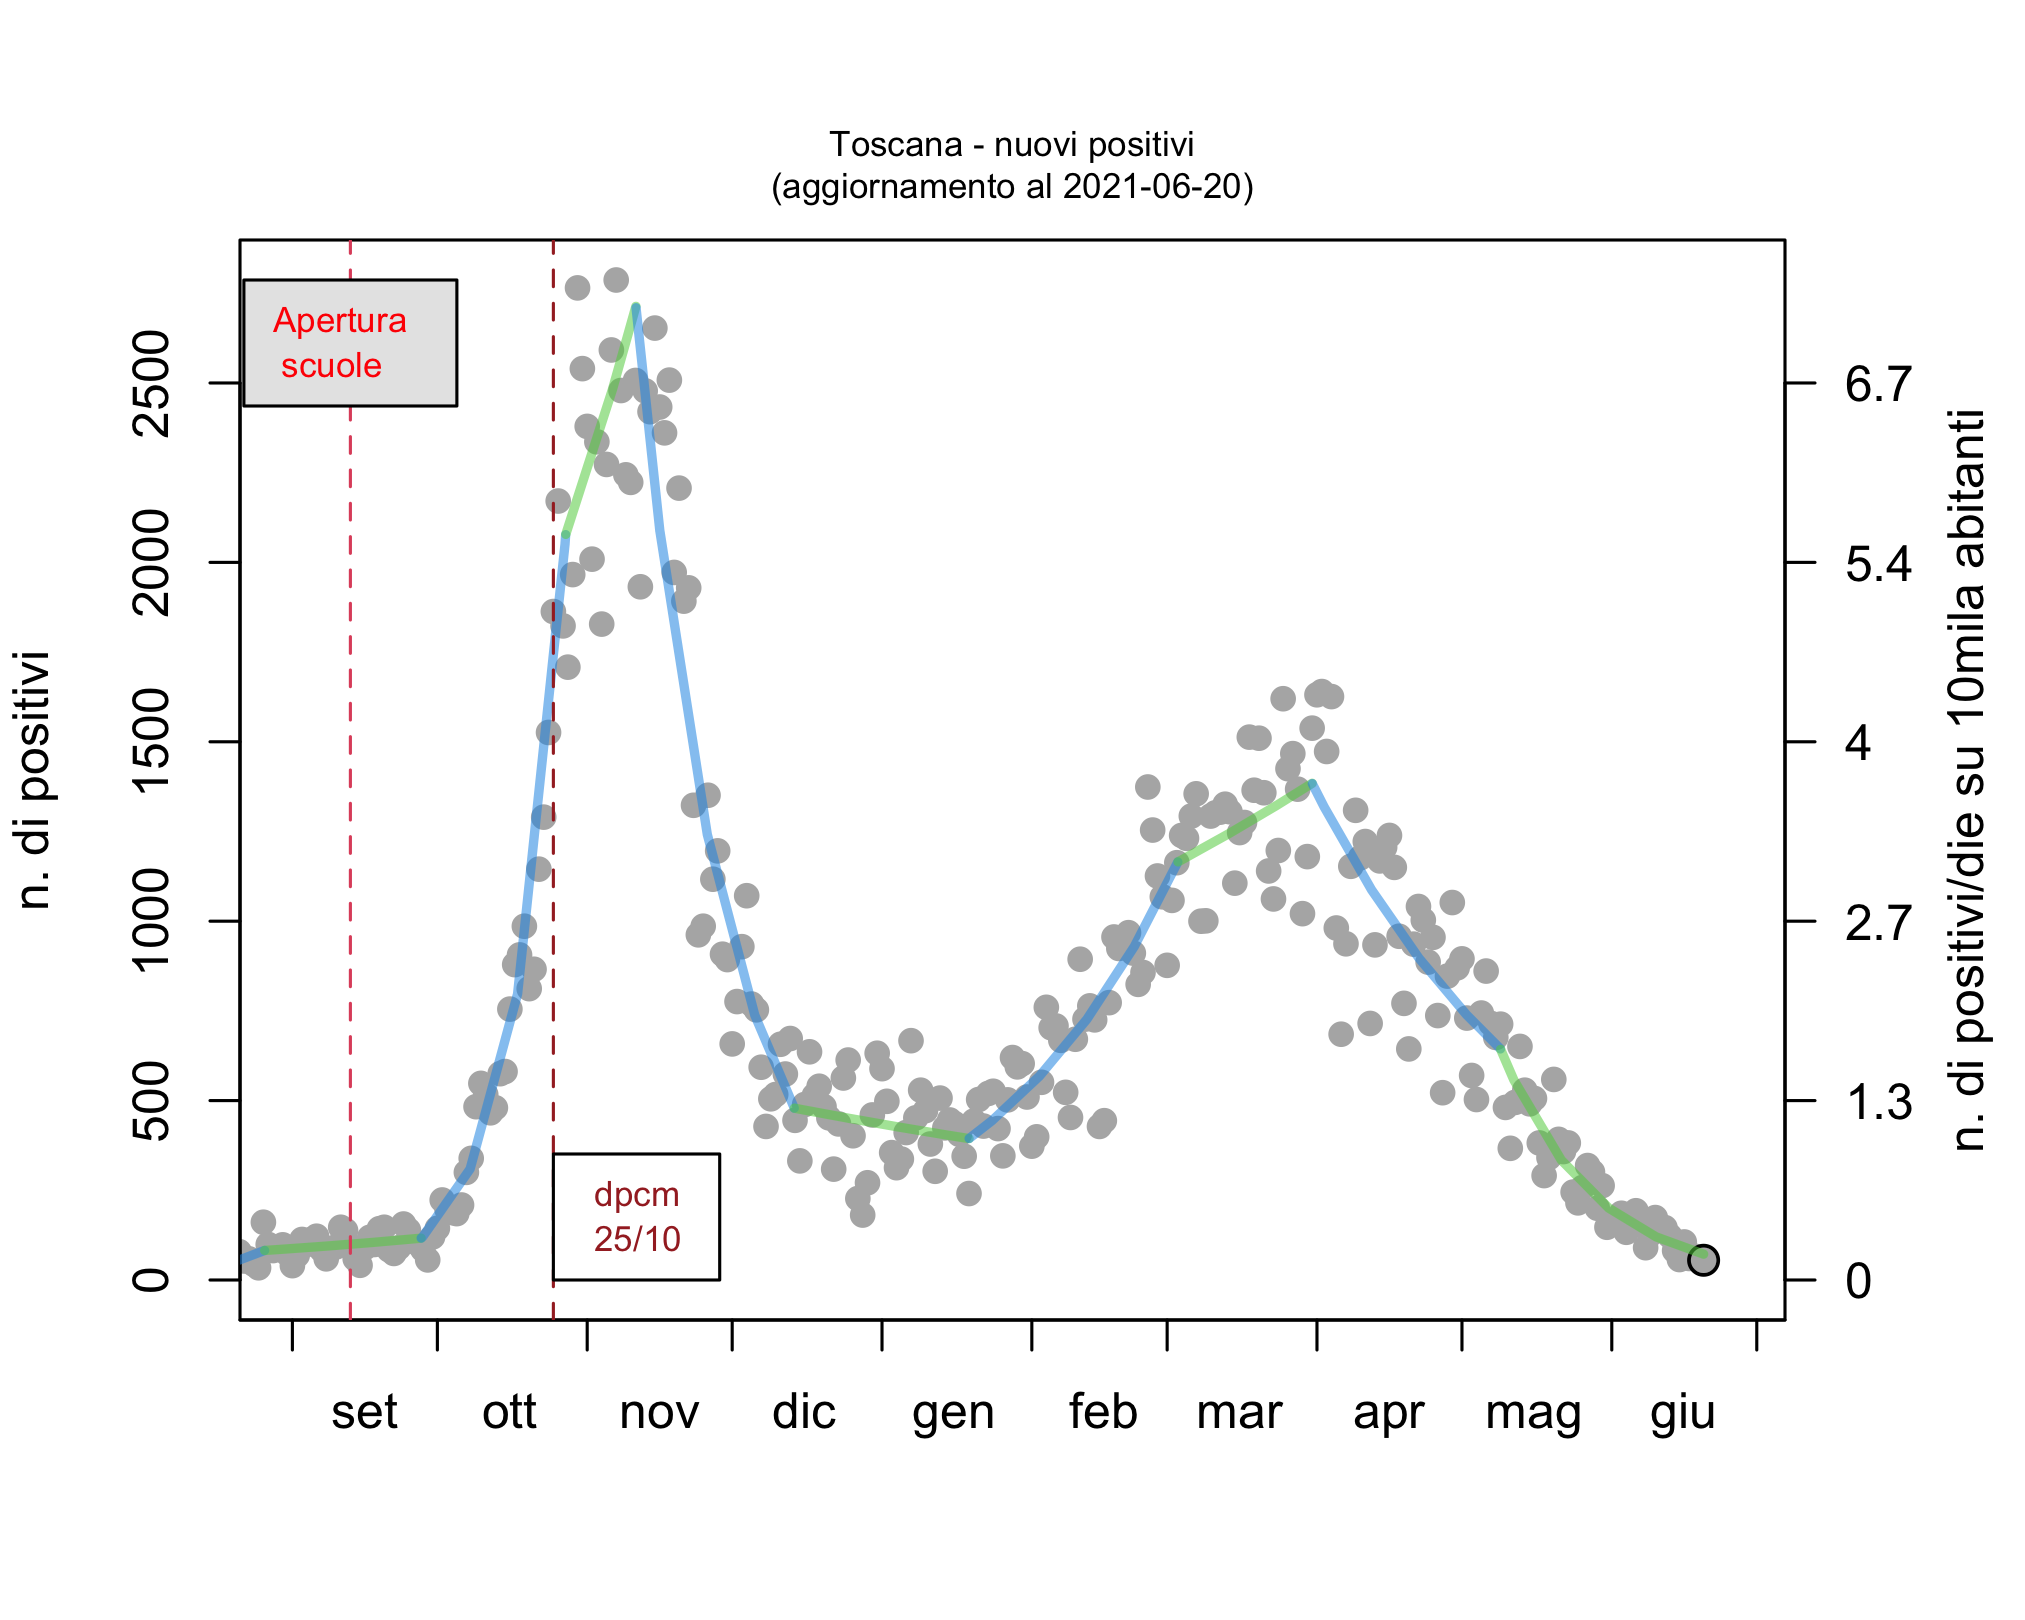 Toscana - nuovi positivi
(aggiornamento al 2021-06-20)
Apertura
scuole
dpcm
25/10
n. di positivi
0
500
1000
1500
2000
2500
n. di positivi/die su 10mila abitanti
0
1.3
2.7
4
5.4
6.7
set
ott
nov
dic
gen
feb
mar
apr
mag
giu